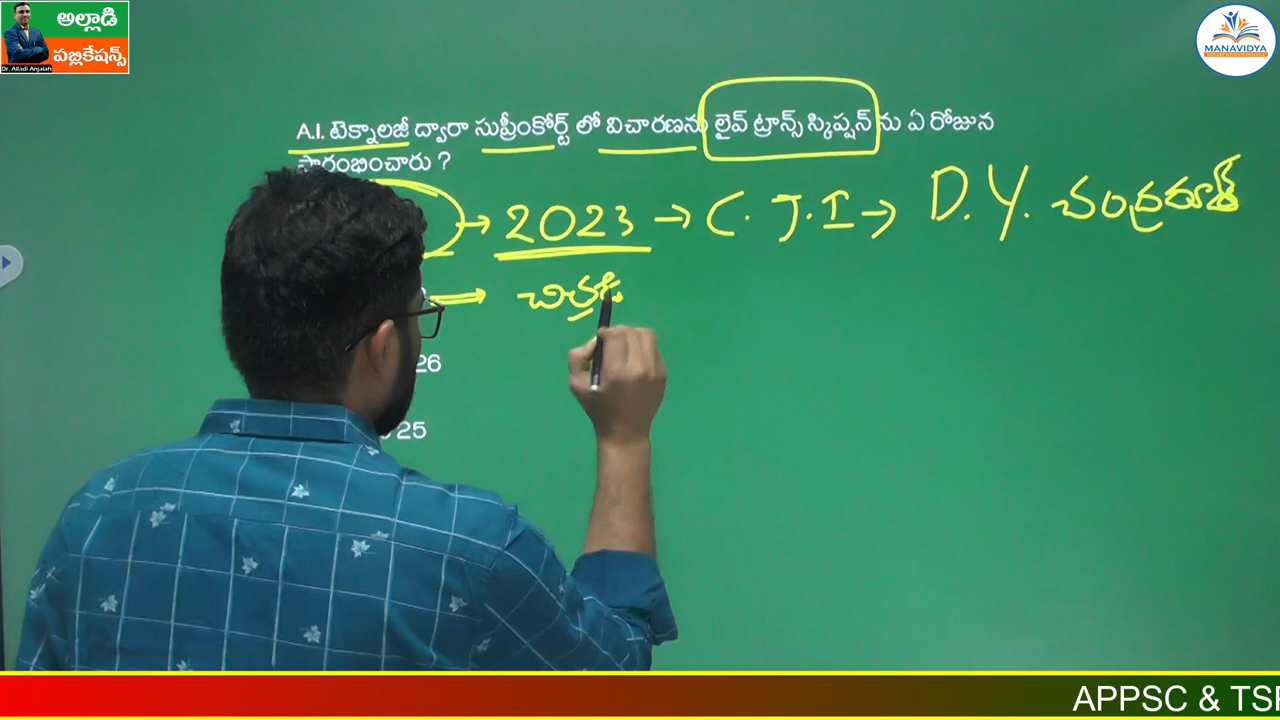 అల్లాడి
పబ్లికేషన్స్
Dr. Alladi Anjaiah
MANAVIDYA
A.I. టెక్నాలజీ ద్వారా సుప్రీంకోర్ట్ లో విచారణను లైవ్ ట్రాన్స్ స్కిప్షన్ ను ఏ రోజున
ప్రారంభించారు ?
→ 2023 → C. J. I → D. Y. చంద్రచూడ్
26
25
APPSC & TSP